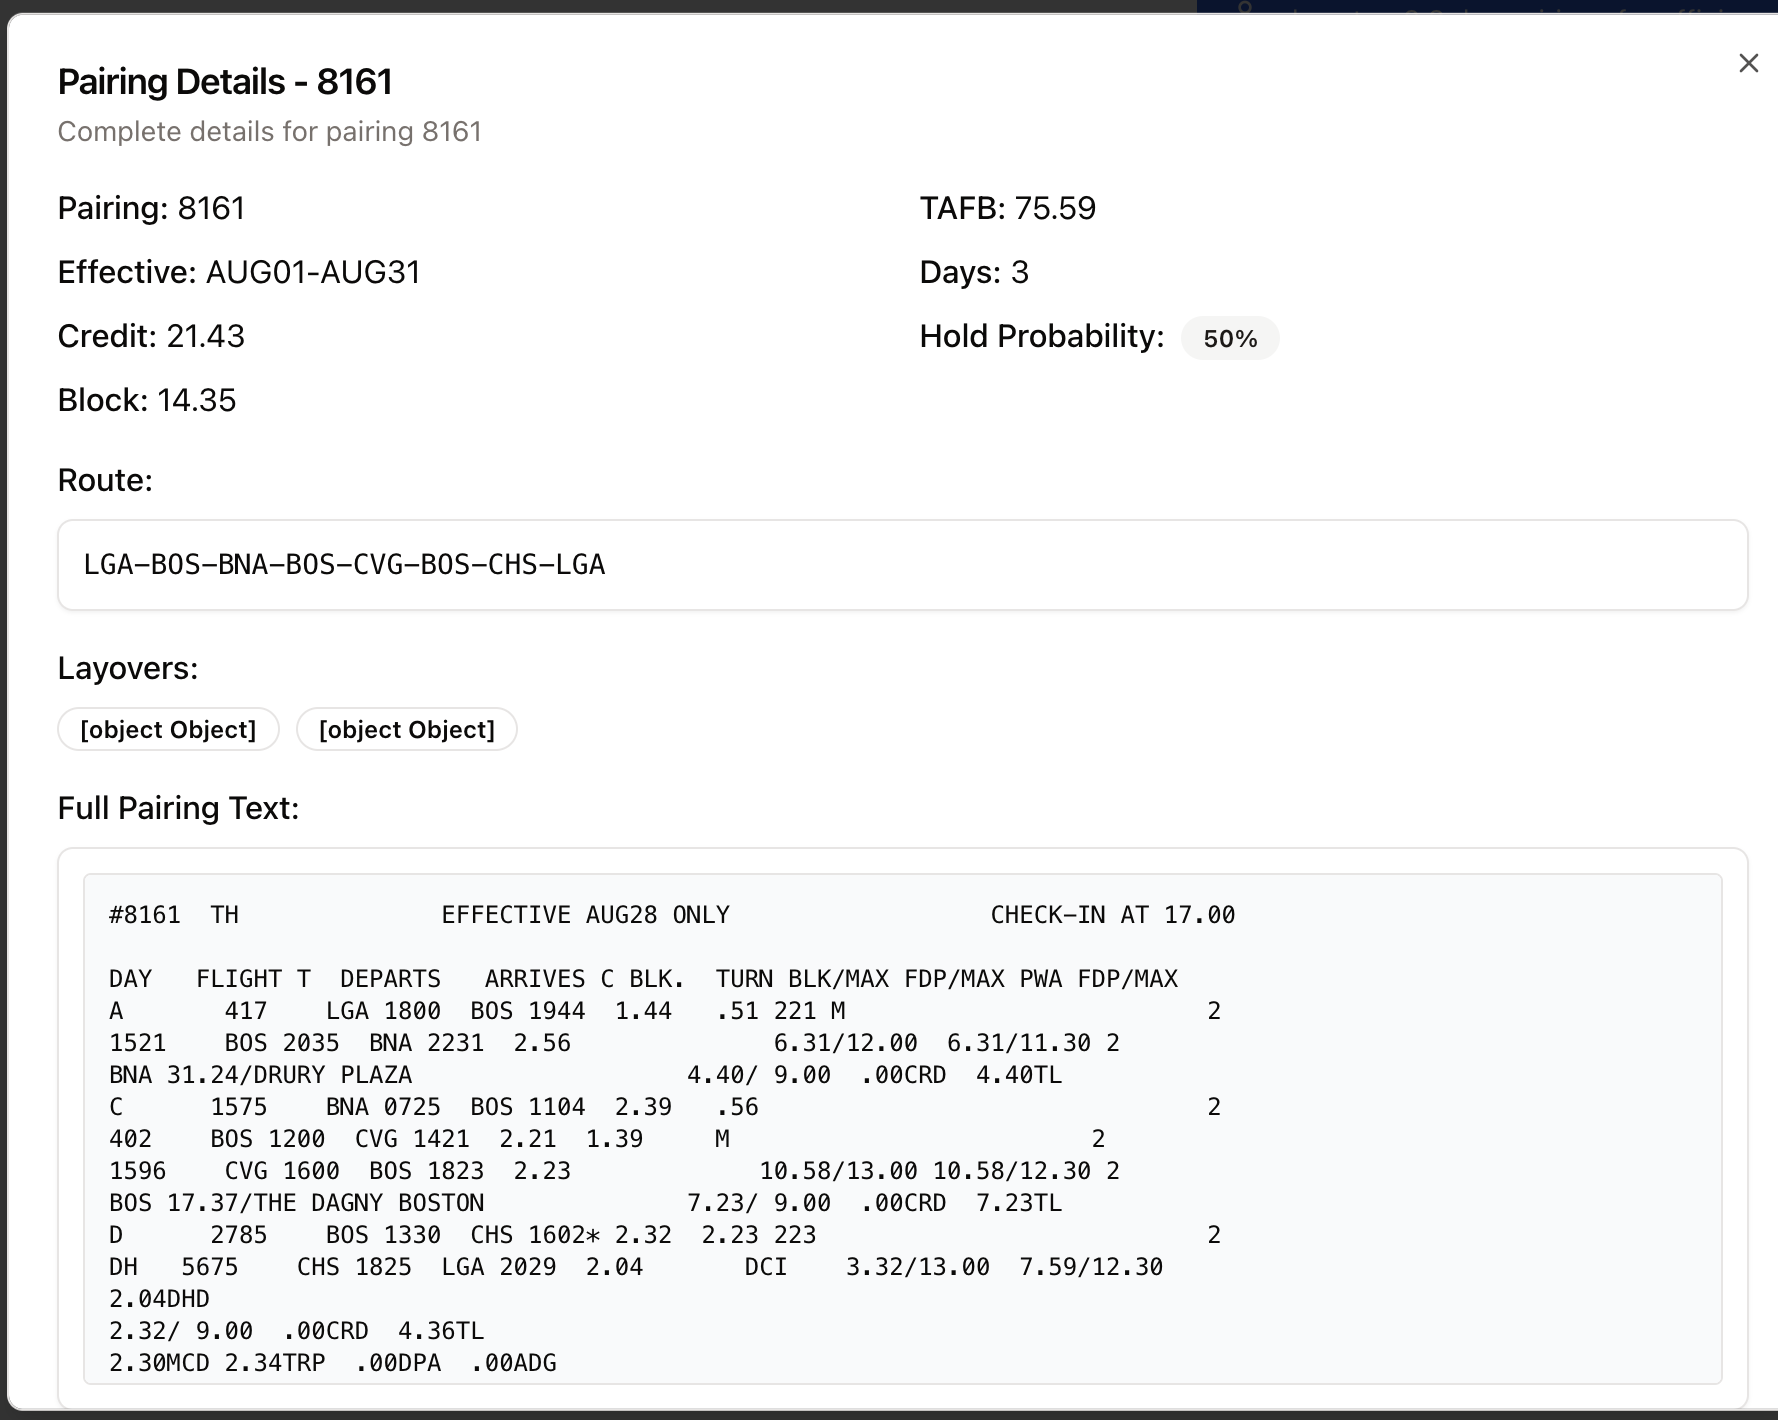 Pairing Details - 8161
Complete details for pairing 8161
Pairing: 8161
TAFB: 75.59
Effective: AUG01-AUG31
Days: 3
Credit: 21.43
Hold Probability: 50%
Block: 14.35
Route:
LGA-BOS-BNA-BOS-CVG-BOS-CHS-LGA
Layovers:
[object Object] [object Object]
Full Pairing Text:
#8161  TH              EFFECTIVE AUG28 ONLY                  CHECK-IN AT 17.00
DAY   FLIGHT T  DEPARTS   ARRIVES C BLK.  TURN BLK/MAX FDP/MAX PWA FDP/MAX
A       417    LGA 1800  BOS 1944  1.44   .51 221 M                         2
1521    BOS 2035  BNA 2231  2.56              6.31/12.00  6.31/11.30 2
BNA 31.24/DRURY PLAZA                   4.40/ 9.00  .00CRD  4.40TL
C      1575    BNA 0725  BOS 1104  2.39   .56                               2
402    BOS 1200  CVG 1421  2.21  1.39     M                         2
1596    CVG 1600  BOS 1823  2.23             10.58/13.00 10.58/12.30 2
BOS 17.37/THE DAGNY BOSTON              7.23/ 9.00  .00CRD  7.23TL
D      2785    BOS 1330  CHS 1602* 2.32  2.23 223                           2
DH   5675    CHS 1825  LGA 2029  2.04       DCI    3.32/13.00  7.59/12.30
2.04DHD
2.32/ 9.00  .00CRD  4.36TL
2.30MCD 2.34TRP  .00DPA  .00ADG